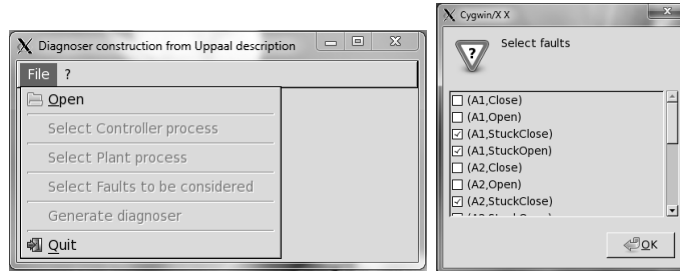 Diagnoser construction from Uppaal description
File ?
Open
Select Controller process
Select Plant process
Select Faults to be considered
Generate diagnoser
Quit
Cygwin/X X
Select faults
(A1,Close)
(A1,Open)
(A1,StuckClose)
(A1,StuckOpen)
(A2,Close)
(A2,Open)
(A2,StuckClose)
OK